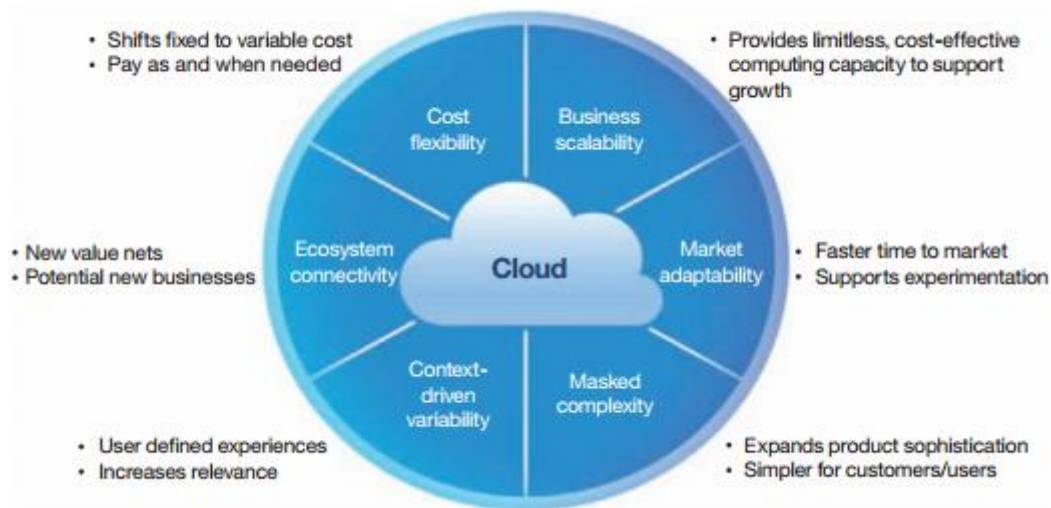 • Shifts fixed to variable cost
• Pay as and when needed
• Provides limitless, cost-effective
computing capacity to support
growth
Cost
flexibility
Business
scalability
• New value nets
• Potential new businesses
Ecosystem
connectivity
Cloud
Market
adaptability
• Faster time to market
• Supports experimentation
Context-
driven
variability
Masked
complexity
• User defined experiences
• Increases relevance
• Expands product sophistication
• Simpler for customers/users